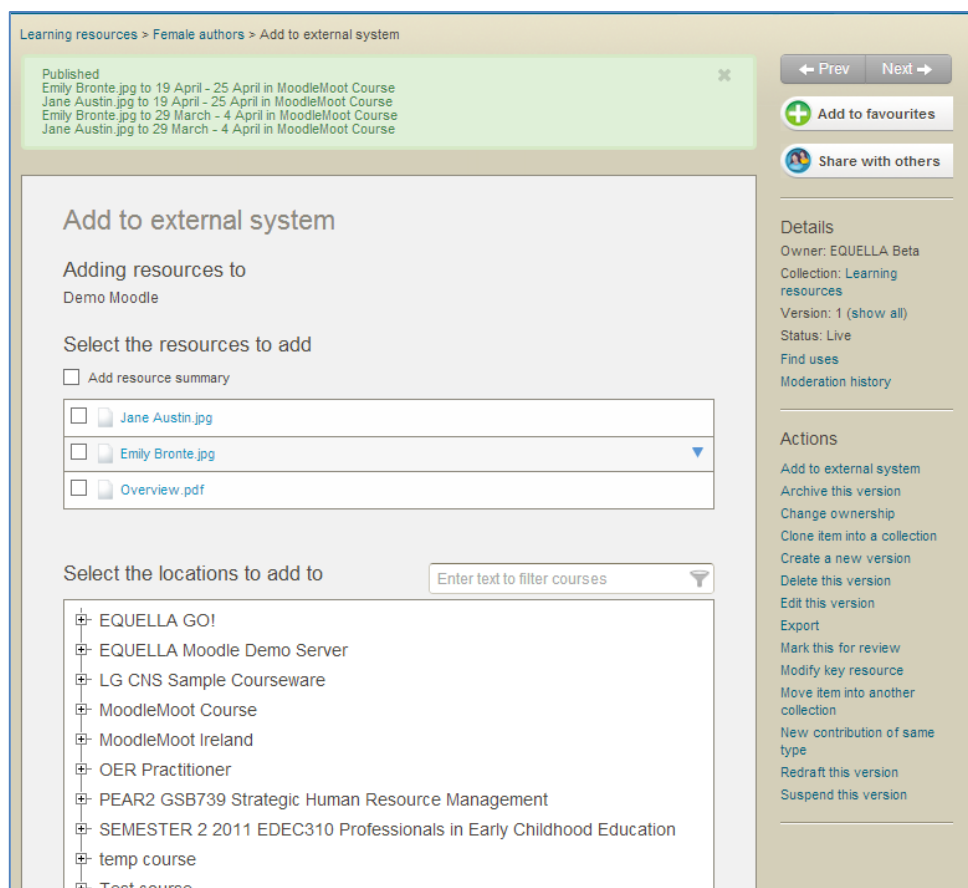 Learning resources > Female authors > Add to external system
Published
Emily Bronte.jpg to 19 April - 25 April in MoodleMoot Course
Jane Austin.jpg to 19 April - 25 April in MoodleMoot Course
Emily Bronte.jpg to 29 March - 4 April in MoodleMoot Course
Jane Austin.jpg to 29 March - 4 April in MoodleMoot Course
Add to external system
Adding resources to
Demo Moodle
Select the resources to add
Add resource summary
Jane Austin.jpg
Emily Bronte.jpg
Overview.pdf
Select the locations to add to
Enter text to filter courses
EQUELLA GO!
EQUELLA Moodle Demo Server
LG CNS Sample Courseware
MoodleMoot Course
MoodleMoot Ireland
OER Practitioner
PEAR2 GSB739 Strategic Human Resource Management
SEMESTER 2 2011 EDEC310 Professionals in Early Childhood Education
temp course
Test course
Prev Next
Add to favourites
Share with others
Details
Owner: EQUELLA Beta
Collection: Learning
resources
Version: 1 (show all)
Status: Live
Find uses
Moderation history
Actions
Add to external system
Archive this version
Change ownership
Clone item into a collection
Create a new version
Delete this version
Edit this version
Export
Mark this for review
Modify key resource
Move item into another
collection
New contribution of same
type
Redraft this version
Suspend this version